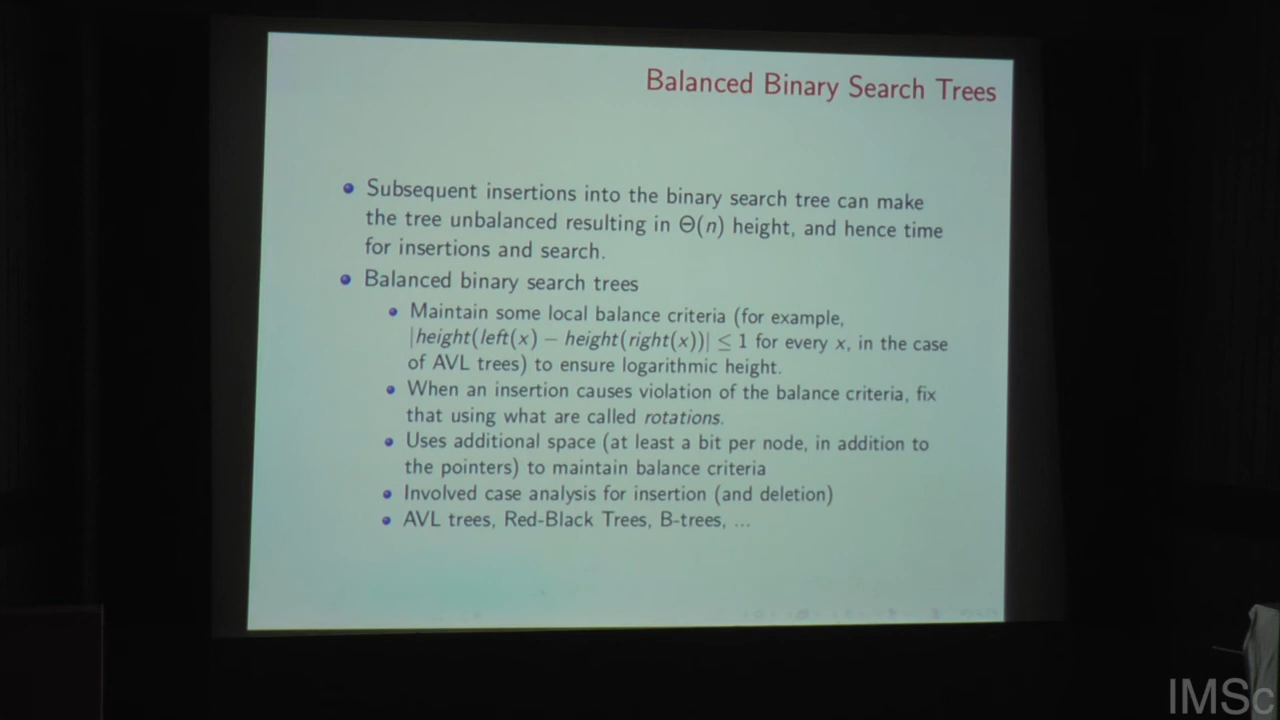 Balanced Binary Search Trees
Subsequent insertions into the binary search tree can make
the tree unbalanced resulting in Θ(n) height, and hence time
for insertions and search.
Balanced binary search trees
Maintain some local balance criteria (for example,
|height(left(x) − height(right(x))| ≤ 1 for every x, in the case
of AVL trees) to ensure logarithmic height.
When an insertion causes violation of the balance criteria, fix
that using what are called rotations.
Uses additional space (at least a bit per node, in addition to
the pointers) to maintain balance criteria
Involved case analysis for insertion (and deletion)
AVL trees, Red-Black Trees, B-trees, ...
IMSc